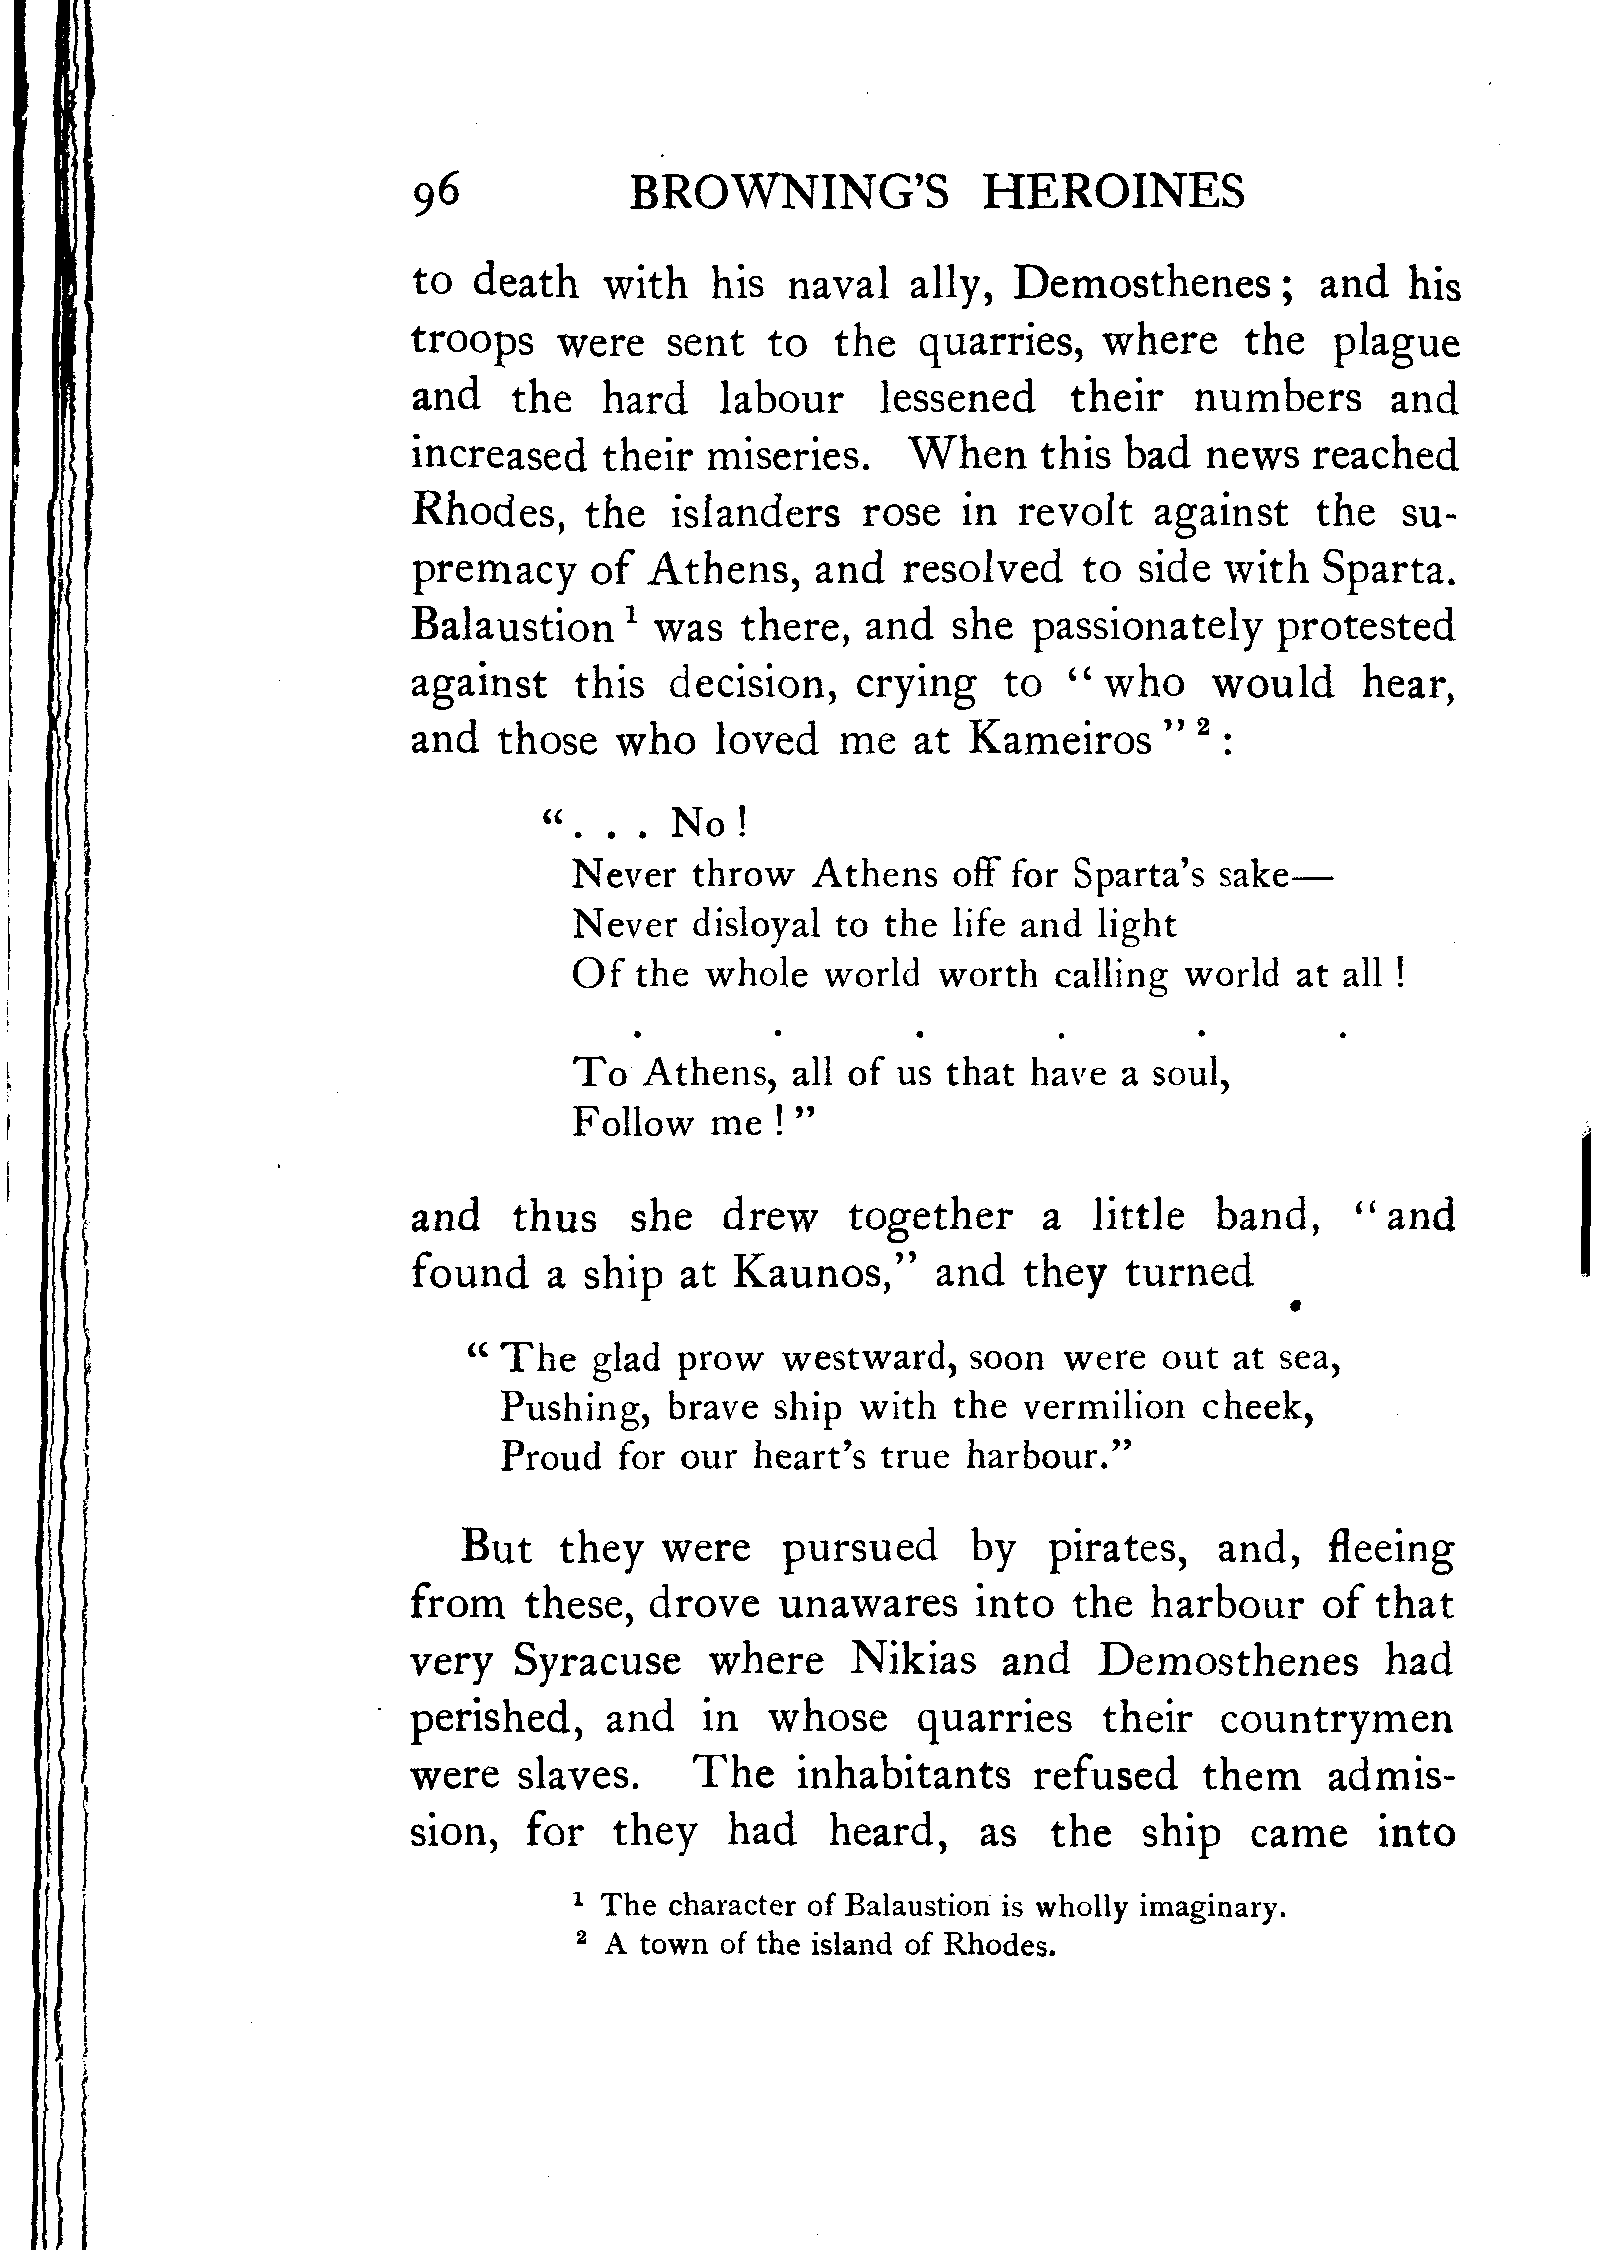 96 BROWNING'S HEROINES
to death with his naval ally, Demosthenes; and his
troops were sent to the quarries, where the plague
and the hard labour lessened their numbers and
increased their miseries. When this bad news reached
Rhodes, the islanders rose in revolt against the su-
premacy of Athens, and resolved to side with Sparta.
Balaustion ¹ was there, and she passionately protested
against this decision, crying to “who would hear,
and those who loved me at Kameiros” ² :
“. . . No!
Never throw Athens off for Sparta's sake—
Never disloyal to the life and light
Of the whole world worth calling world at all!
. . . . . .
To Athens, all of us that have a soul,
Follow me!”
and thus she drew together a little band, “and
found a ship at Kaunos,” and they turned
“The glad prow westward, soon were out at sea,
Pushing, brave ship with the vermilion cheek,
Proud for our heart's true harbour.”
But they were pursued by pirates, and, fleeing
from these, drove unawares into the harbour of that
very Syracuse where Nikias and Demosthenes had
perished, and in whose quarries their countrymen
were slaves. The inhabitants refused them admis-
sion, for they had heard, as the ship came into
¹ The character of Balaustion is wholly imaginary.
² A town of the island of Rhodes.